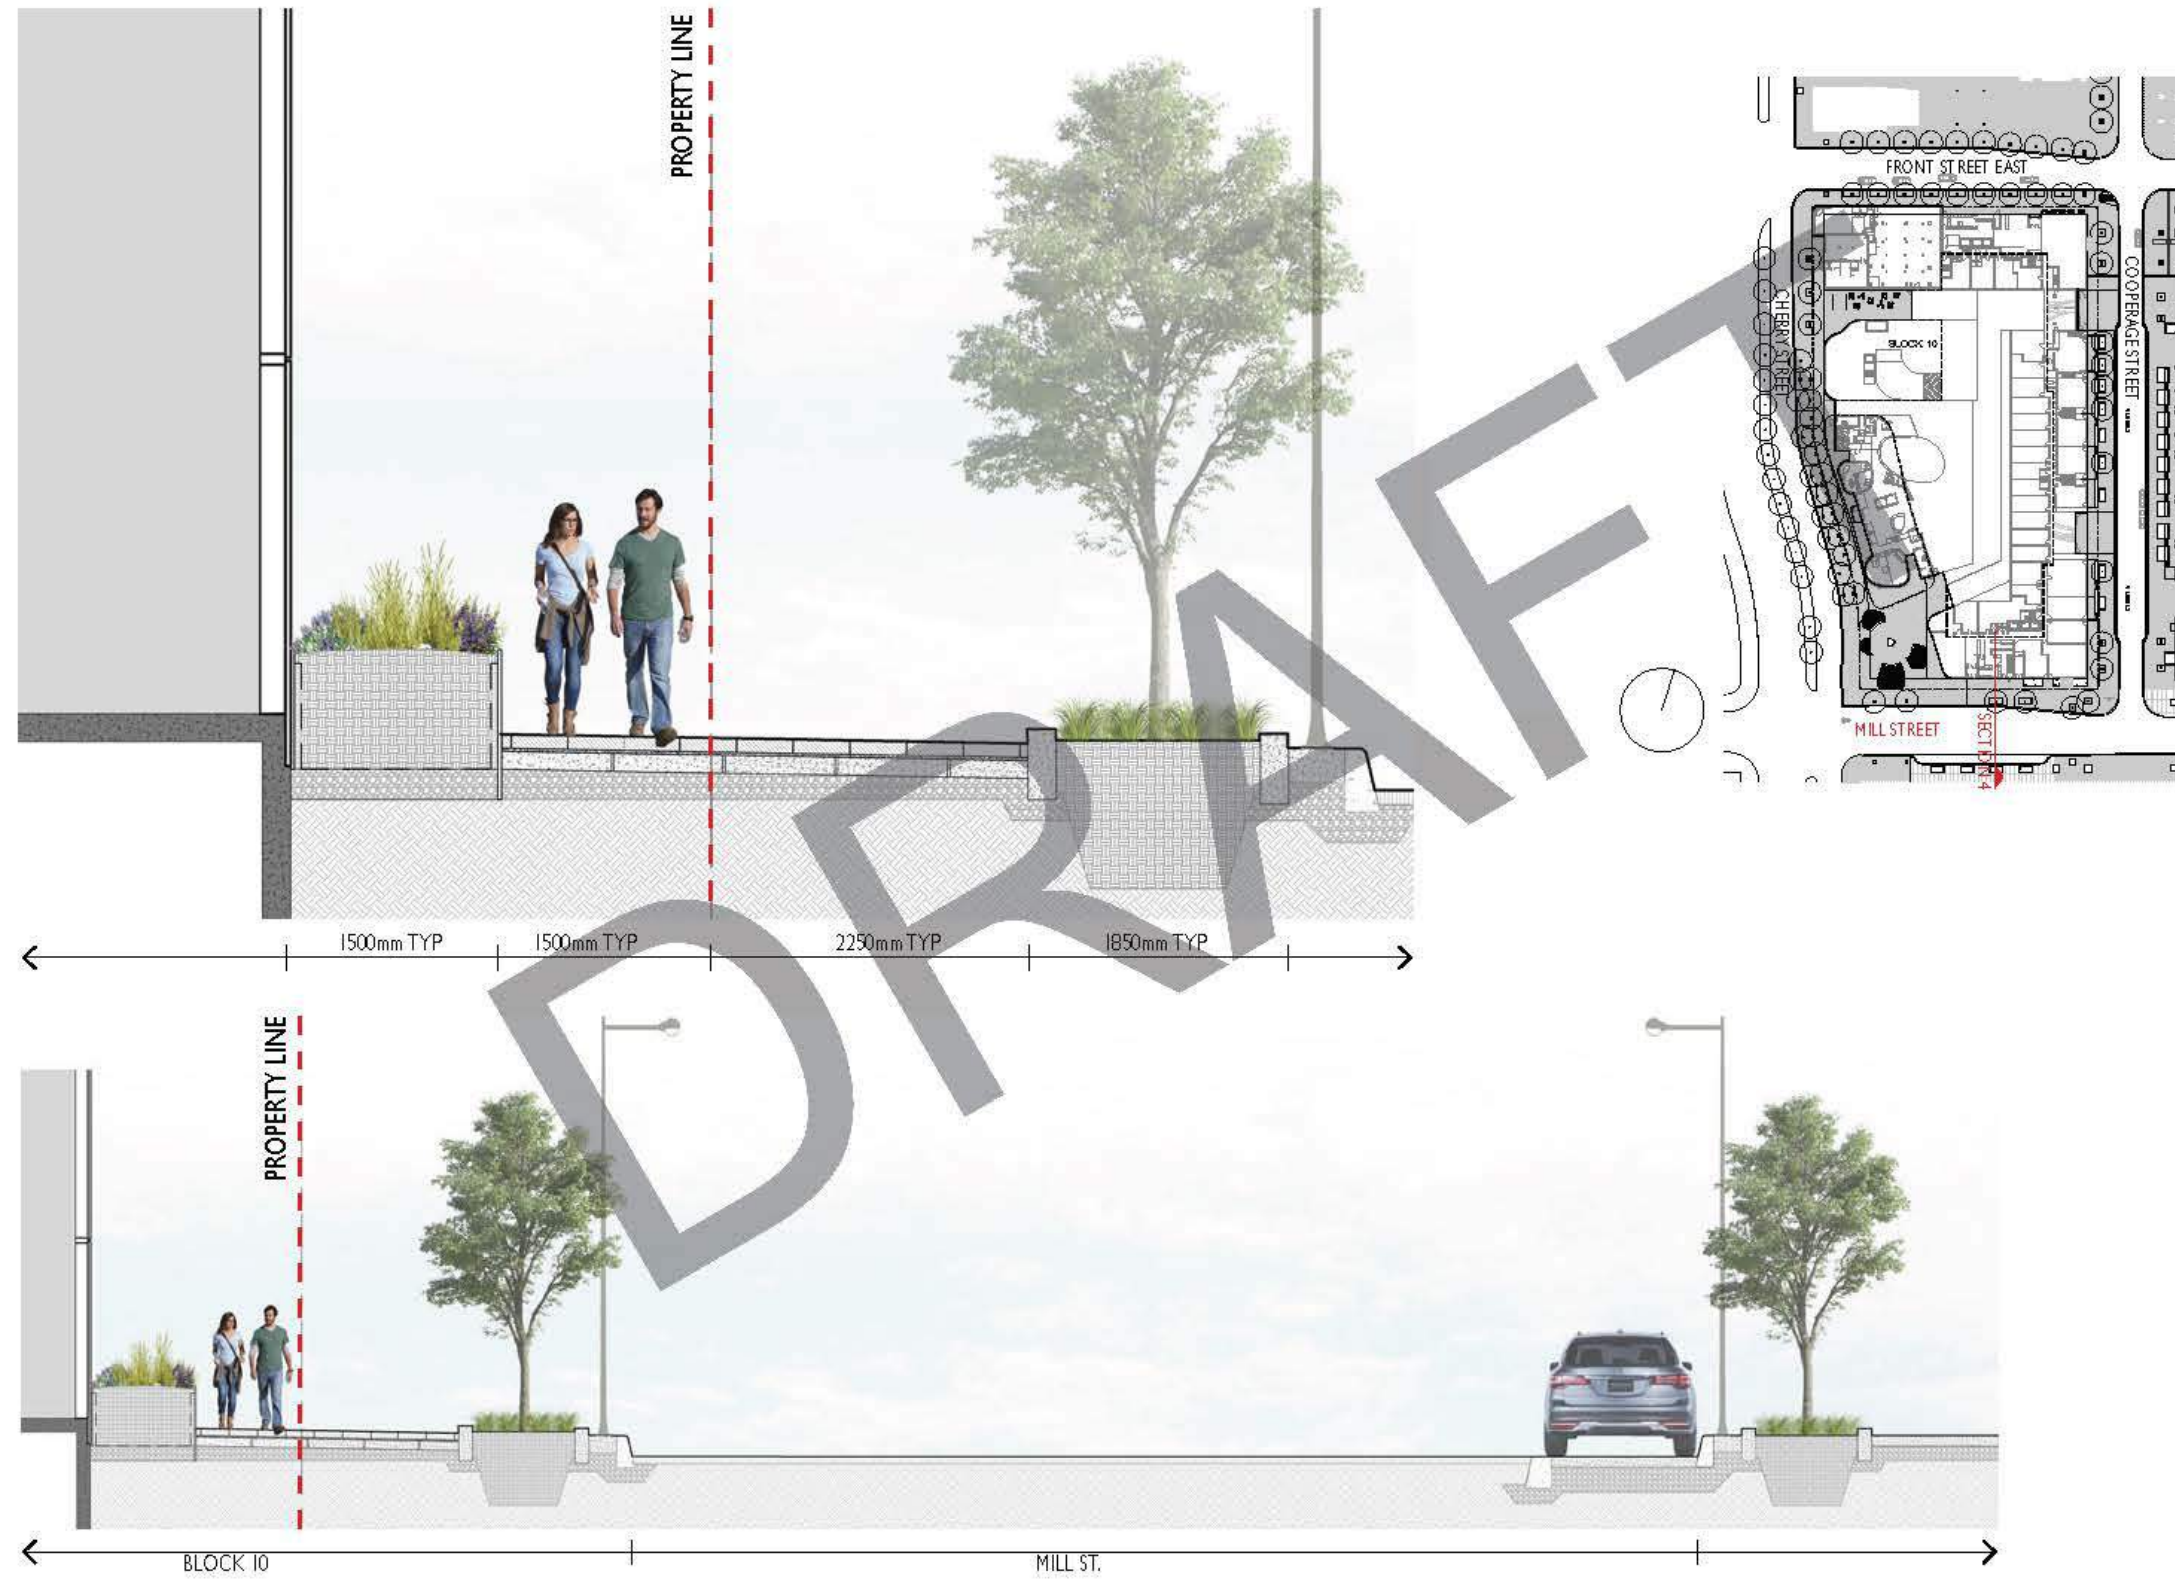 PROPERTY LINE
FRONT STREET EAST
CHERRY STREET
COOPERAGE STREET
BLOCK 10
MILL STREET
SECTION 4
DRAFT
1500mm TYP
1500mm TYP
2250mm TYP
1850mm TYP
PROPERTY LINE
BLOCK 10
MILL ST.